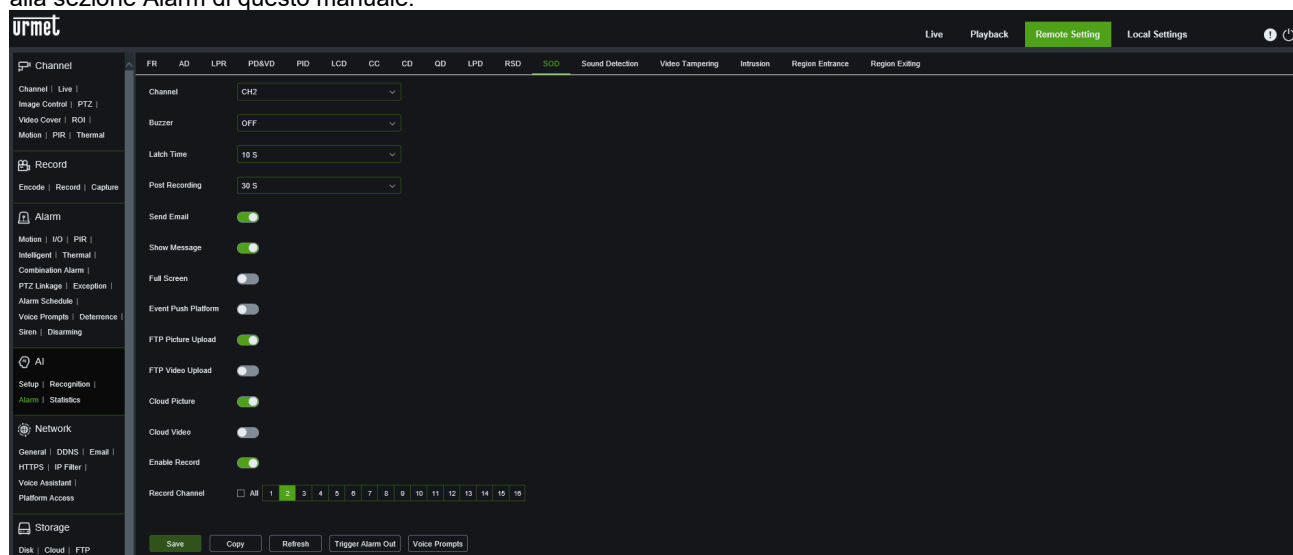 alla sezione Alarm di questo manuale.
urmet
Live Playback Remote Setting Local Settings
Channel
Channel | Live |
Image Control | PTZ |
Video Cover | ROI |
Motion | PIR | Thermal
Record
Encode | Record | Capture
Alarm
Motion | I/O | PIR |
Intelligent | Thermal |
Combination Alarm |
PTZ Linkage | Exception |
Alarm Schedule |
Voice Prompts | Deterrence |
Siren | Disarming
AI
Setup | Recognition |
Alarm | Statistics
Network
General | DDNS | Email |
HTTPS | IP Filter |
Voice Assistant |
Platform Access
Storage
Disk | Cloud | FTP
FR AD LPR PD&VD PID LCD CC CD QD LPD RSD SOD Sound Detection Video Tampering Intrusion Region Entrance Region Exiting
Channel CH2
Buzzer OFF
Latch Time 10 S
Post Recording 30 S
Send Email
Show Message
Full Screen
Event Push Platform
FTP Picture Upload
FTP Video Upload
Cloud Picture
Cloud Video
Enable Record
Record Channel All 1 2 3 4 5 6 7 8 9 10 11 12 13 14 15 16
Save Copy Refresh Trigger Alarm Out Voice Prompts